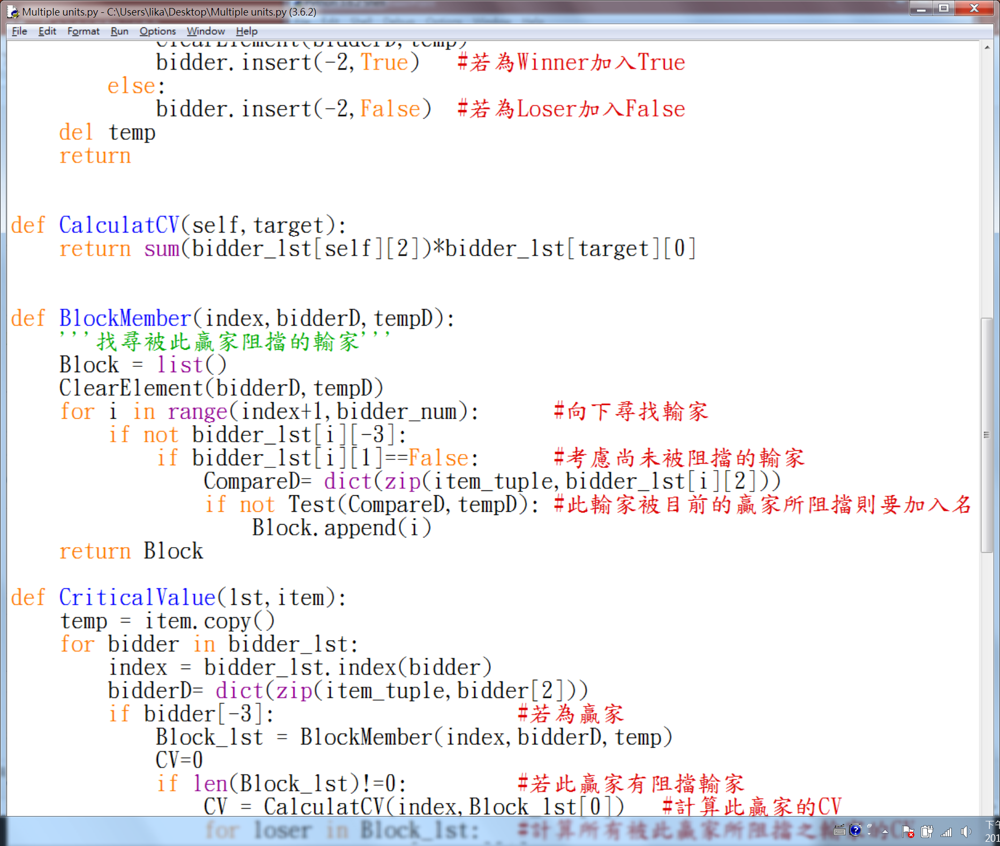 Multiple units.py - C:\Users\lika\Desktop\Multiple units.py (3.6.2)
File Edit Format Run Options Window Help
ClearElement(bidderD,temp)
bidder.insert(-2,True)   #若為Winner加入True
else:
bidder.insert(-2,False)  #若為Loser加入False
del temp
return
def CalculatCV(self,target):
return sum(bidder_lst[self][2])*bidder_lst[target][0]
def BlockMember(index,bidderD,tempD):
'''找尋被此贏家阻擋的輸家'''
Block = list()
ClearElement(bidderD,tempD)
for i in range(index+1,bidder_num):      #向下尋找輸家
if not bidder_lst[i][-3]:
if bidder_lst[i][1]==False:      #考慮尚未被阻擋的輸家
CompareD= dict(zip(item_tuple,bidder_lst[i][2]))
if not Test(CompareD,tempD): #此輸家被目前的贏家所阻擋則要加入名
Block.append(i)
return Block
def CriticalValue(lst,item):
temp = item.copy()
for bidder in bidder_lst:
index = bidder_lst.index(bidder)
bidderD= dict(zip(item_tuple,bidder[2]))
if bidder[-3]:                    #若為贏家
Block_lst = BlockMember(index,bidderD,temp)
CV=0
if len(Block_lst)!=0:         #若此贏家有阻擋輸家
CV = CalculatCV(index,Block_lst[0])   #計算此贏家的CV
for loser in Block_lst:   #計算所有被此贏家所阻擋之輸家的CV
下午
201